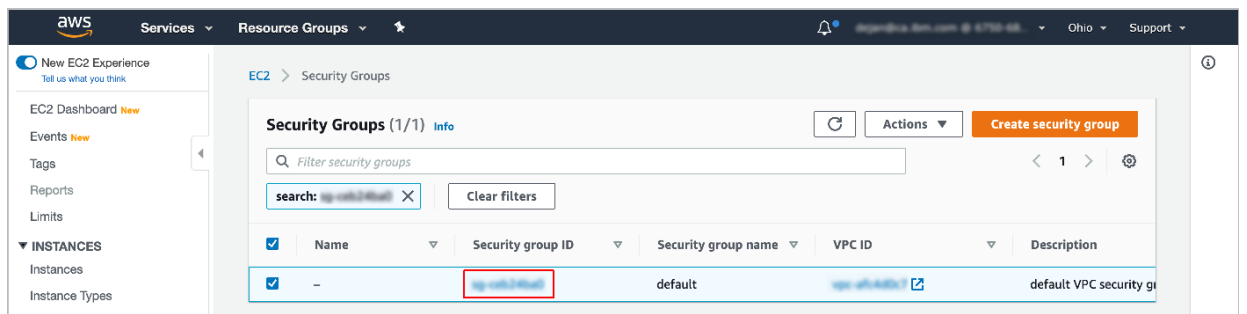 aws Services Resource Groups Ohio Support
New EC2 Experience
Tell us what you think
EC2 Dashboard New
Events New
Tags
Reports
Limits
INSTANCES
Instances
Instance Types
EC2 > Security Groups
Security Groups (1/1) Info
Actions
Create security group
Filter security groups
1
search:
Clear filters
Name Security group ID Security group name VPC ID Description
– default default VPC security